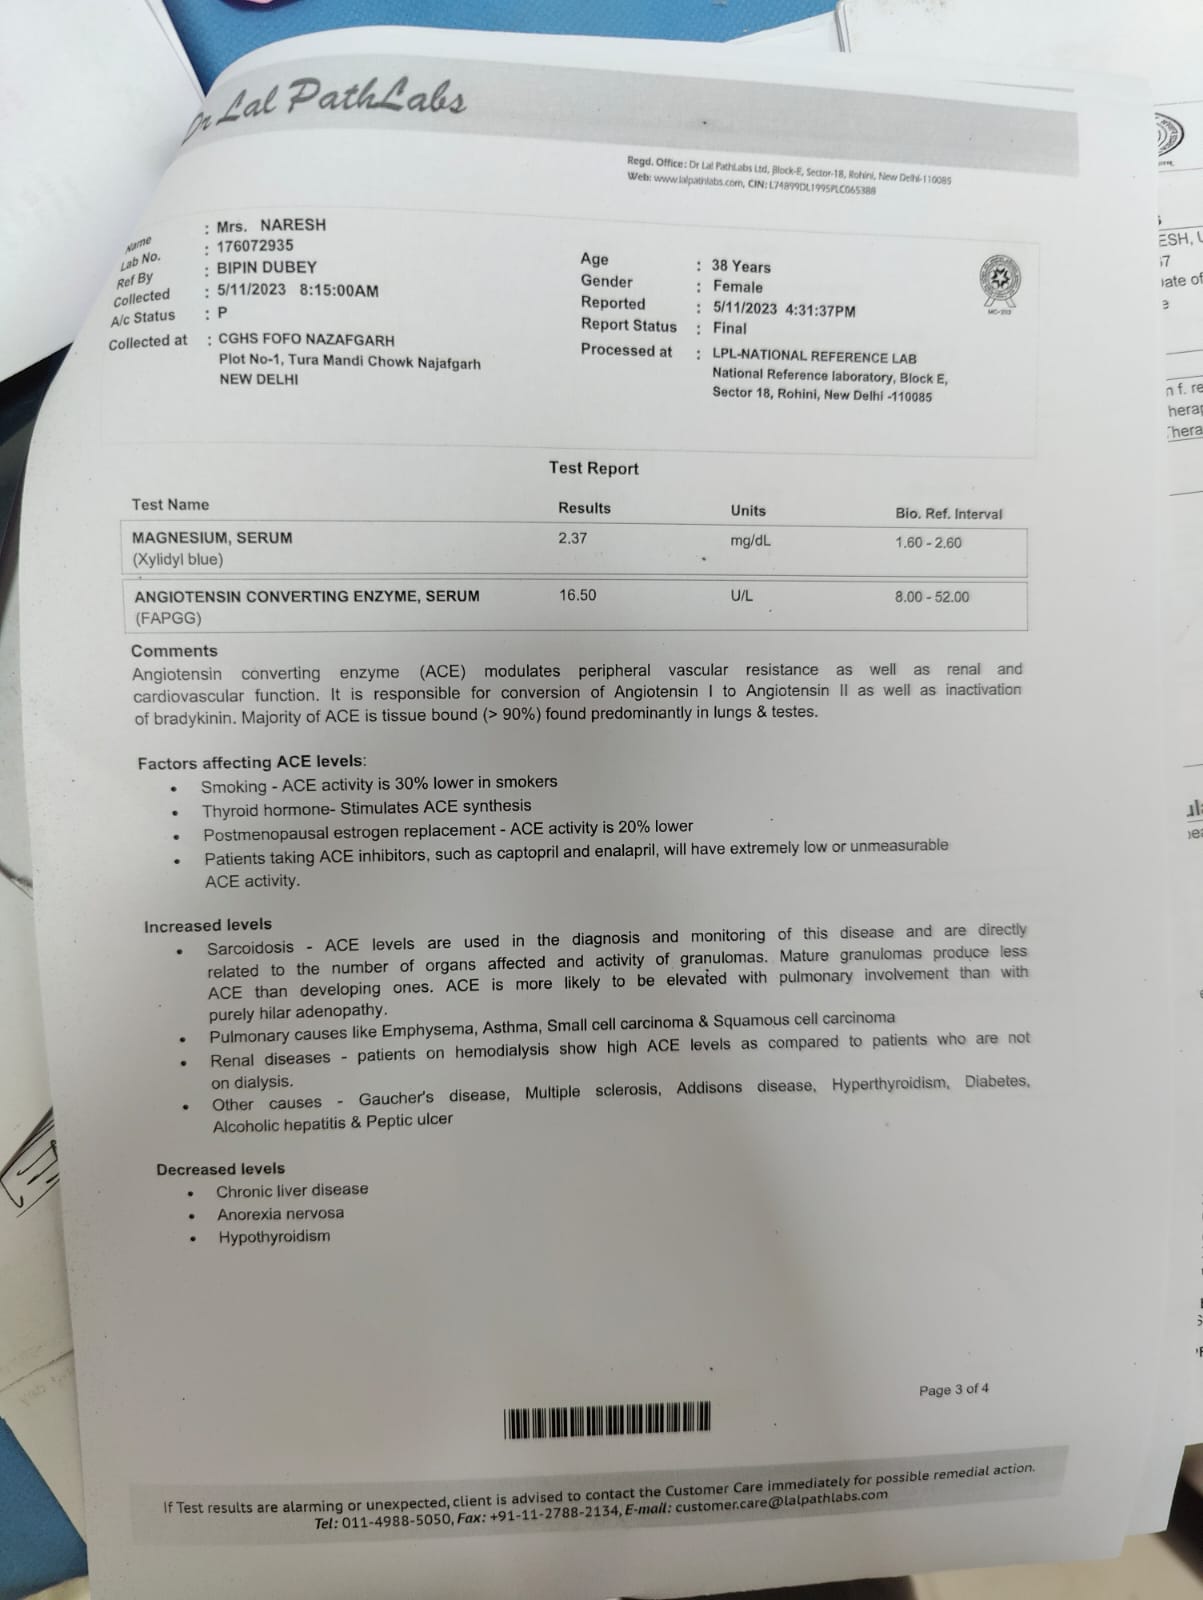 Dr Lal PathLabs
Regd. Office: Dr Lal PathLabs Ltd, Block-E, Sector-18, Rohini, New Delhi-110085
Web: www.lalpathlabs.com, CIN: L74899DL1995PLC065388
Name : Mrs. NARESH
Lab No. : 176072935
Ref By : BIPIN DUBEY
Collected : 5/11/2023 8:15:00AM
A/c Status : P
Collected at : CGHS FOFO NAZAFGARH
Plot No-1, Tura Mandi Chowk Najafgarh
NEW DELHI
Age : 38 Years
Gender : Female
Reported : 5/11/2023 4:31:37PM
Report Status : Final
Processed at : LPL-NATIONAL REFERENCE LAB
National Reference laboratory, Block E,
Sector 18, Rohini, New Delhi -110085
Test Report
Test Name Results Units Bio. Ref. Interval
MAGNESIUM, SERUM 2.37 mg/dL 1.60 - 2.60
(Xylidyl blue)
ANGIOTENSIN CONVERTING ENZYME, SERUM 16.50 U/L 8.00 - 52.00
(FAPGG)
Comments
Angiotensin converting enzyme (ACE) modulates peripheral vascular resistance as well as renal and
cardiovascular function. It is responsible for conversion of Angiotensin I to Angiotensin II as well as inactivation
of bradykinin. Majority of ACE is tissue bound (> 90%) found predominantly in lungs & testes.
Factors affecting ACE levels:
• Smoking - ACE activity is 30% lower in smokers
• Thyroid hormone- Stimulates ACE synthesis
• Postmenopausal estrogen replacement - ACE activity is 20% lower
• Patients taking ACE inhibitors, such as captopril and enalapril, will have extremely low or unmeasurable
ACE activity.
Increased levels
• Sarcoidosis - ACE levels are used in the diagnosis and monitoring of this disease and are directly
related to the number of organs affected and activity of granulomas. Mature granulomas produce less
ACE than developing ones. ACE is more likely to be elevated with pulmonary involvement than with
purely hilar adenopathy.
• Pulmonary causes like Emphysema, Asthma, Small cell carcinoma & Squamous cell carcinoma
• Renal diseases - patients on hemodialysis show high ACE levels as compared to patients who are not
on dialysis.
• Other causes - Gaucher's disease, Multiple sclerosis, Addisons disease, Hyperthyroidism, Diabetes,
Alcoholic hepatitis & Peptic ulcer
Decreased levels
• Chronic liver disease
• Anorexia nervosa
• Hypothyroidism
Page 3 of 4
If Test results are alarming or unexpected, client is advised to contact the Customer Care immediately for possible remedial action.
Tel: 011-4988-5050, Fax: +91-11-2788-2134, E-mail: customer.care@lalpathlabs.com